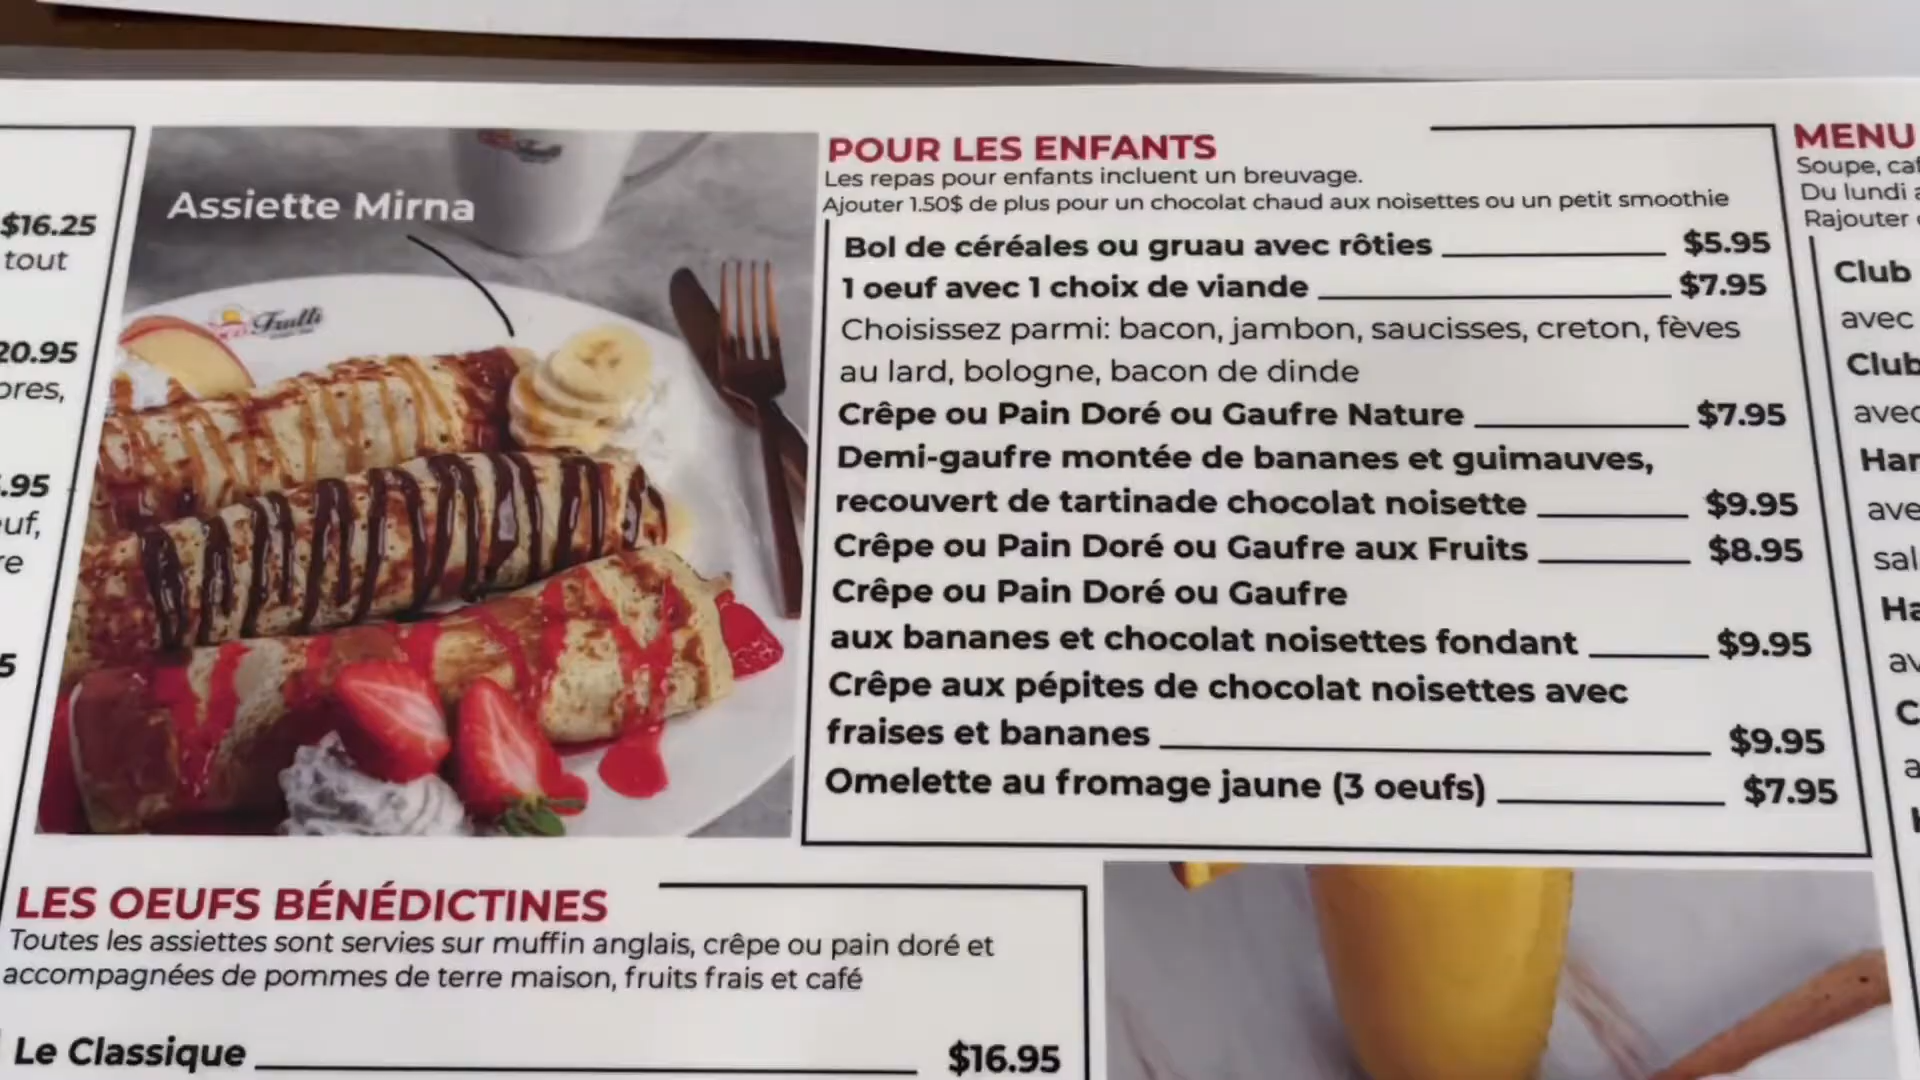 $16.25
tout
20.95
.95
re
5
Assiette Mirna
Frutti
POUR LES ENFANTS
Les repas pour enfants incluent un breuvage.
Ajouter 1.50$ de plus pour un chocolat chaud aux noisettes ou un petit smoothie
Bol de céréales ou gruau avec rôties $5.95
1 oeuf avec 1 choix de viande $7.95
Choisissez parmi: bacon, jambon, saucisses, creton, fèves
au lard, bologne, bacon de dinde
Crêpe ou Pain Doré ou Gaufre Nature $7.95
Demi-gaufre montée de bananes et guimauves,
recouvert de tartinade chocolat noisette $9.95
Crêpe ou Pain Doré ou Gaufre aux Fruits $8.95
Crêpe ou Pain Doré ou Gaufre
aux bananes et chocolat noisettes fondant $9.95
Crêpe aux pépites de chocolat noisettes avec
fraises et bananes $9.95
Omelette au fromage jaune (3 oeufs) $7.95
MENU
Soupe,
Du lundi
Rajouter
Club
avec
Club
avec
LES OEUFS BÉNÉDICTINES
Toutes les assiettes sont servies sur muffin anglais, crêpe ou pain doré et
accompagnées de pommes de terre maison, fruits frais et café
Le Classique $16.95